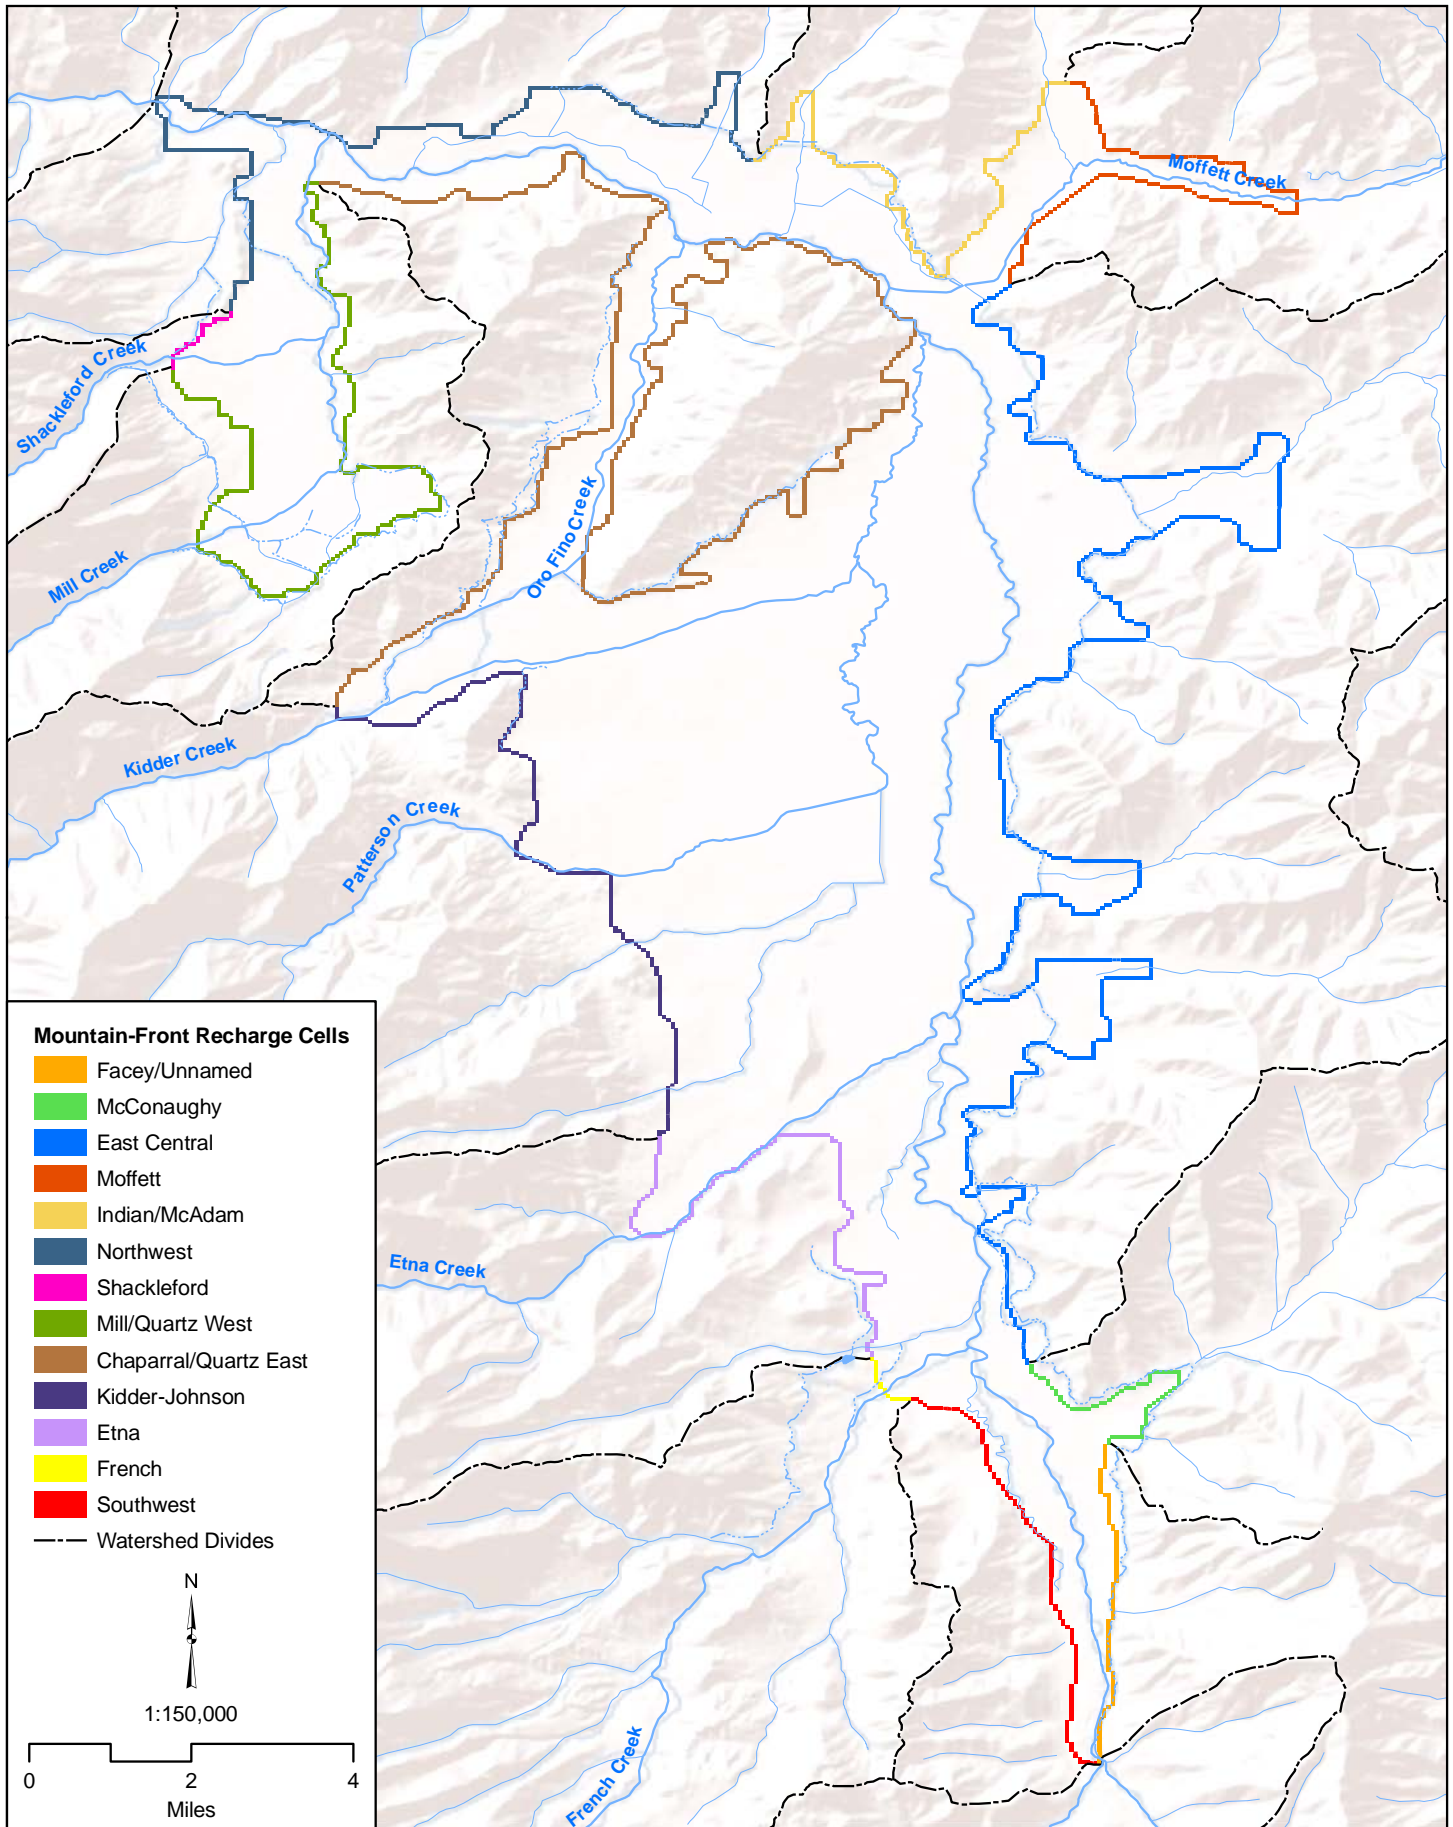 Moffett Creek
Shackleford Creek
Oro FinoCreek
Mill Creek
Kidder Creek
Patterson Creek
Etna Creek
French Creek
Mountain-Front Recharge Cells
Facey/Unnamed
McConaughy
East Central
Moffett
Indian/McAdam
Northwest
Shackleford
Mill/Quartz West
Chaparral/Quartz East
Kidder-Johnson
Etna
French
Southwest
Watershed Divides
N
1:150,000
0 2 4
Miles